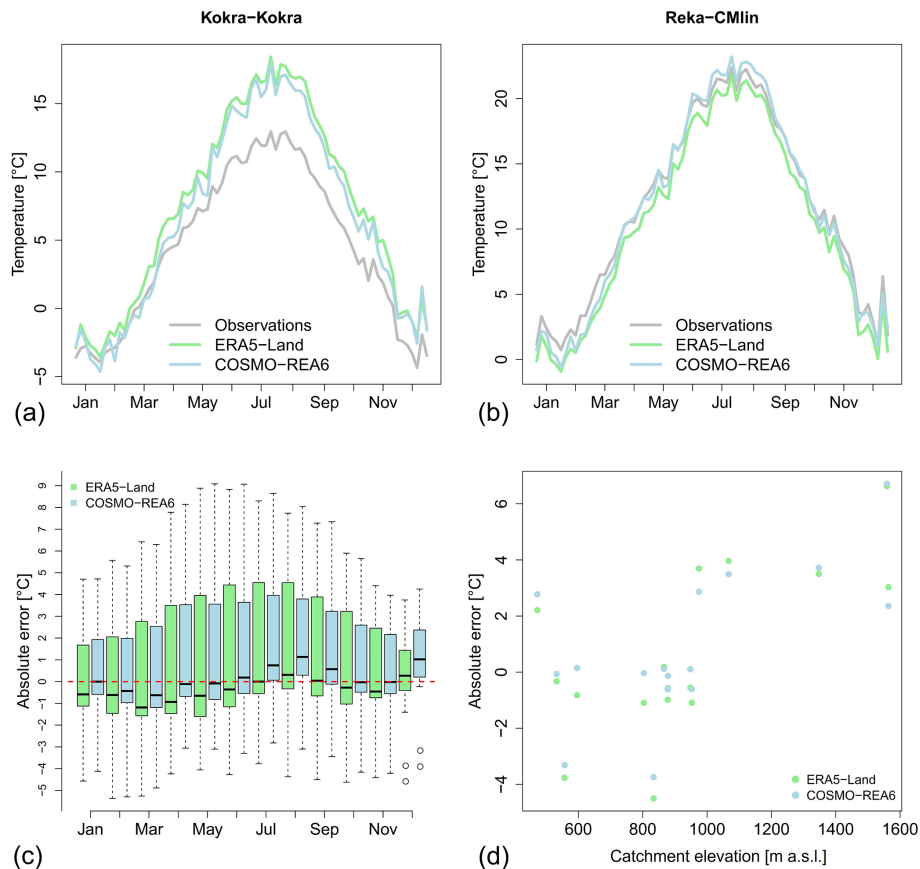 Kokra−Kokra
Temperature [°C]
15
10
5
0
−5
Observations
ERA5−Land
COSMO−REA6
Jan Mar May Jul Sep Nov
(a)
Reka−CMlin
Temperature [°C]
20
15
10
5
0
Observations
ERA5−Land
COSMO−REA6
Jan Mar May Jul Sep Nov
(b)
Absolute error [°C]
9
8
7
6
5
4
3
2
1
0
−1
−2
−3
−4
−5
ERA5−Land
COSMO−REA6
Jan Mar May Jul Sep Nov
(c)
Absolute error [°C]
6
4
2
0
−2
−4
ERA5−Land
COSMO−REA6
600 800 1000 1200 1400 1600
Catchment elevation [m a.s.l.]
(d)